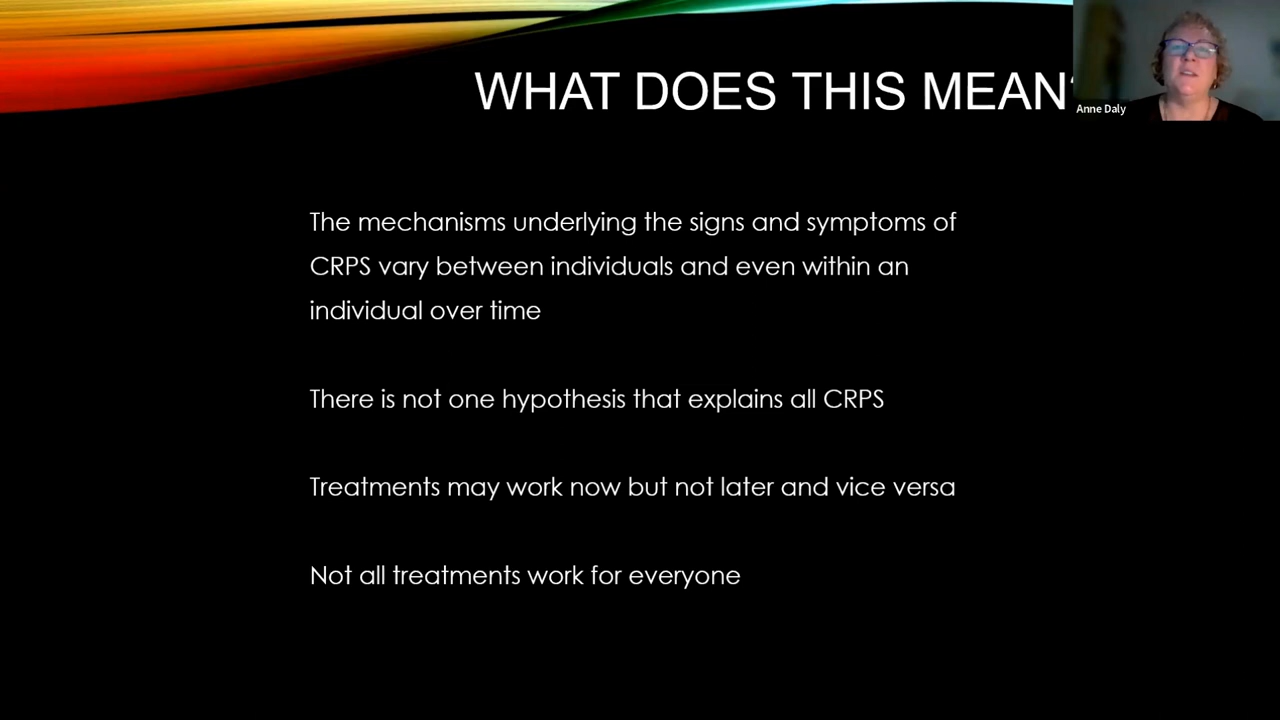 WHAT DOES THIS MEAN?
Anne Daly
The mechanisms underlying the signs and symptoms of
CRPS vary between individuals and even within an
individual over time
There is not one hypothesis that explains all CRPS
Treatments may work now but not later and vice versa
Not all treatments work for everyone